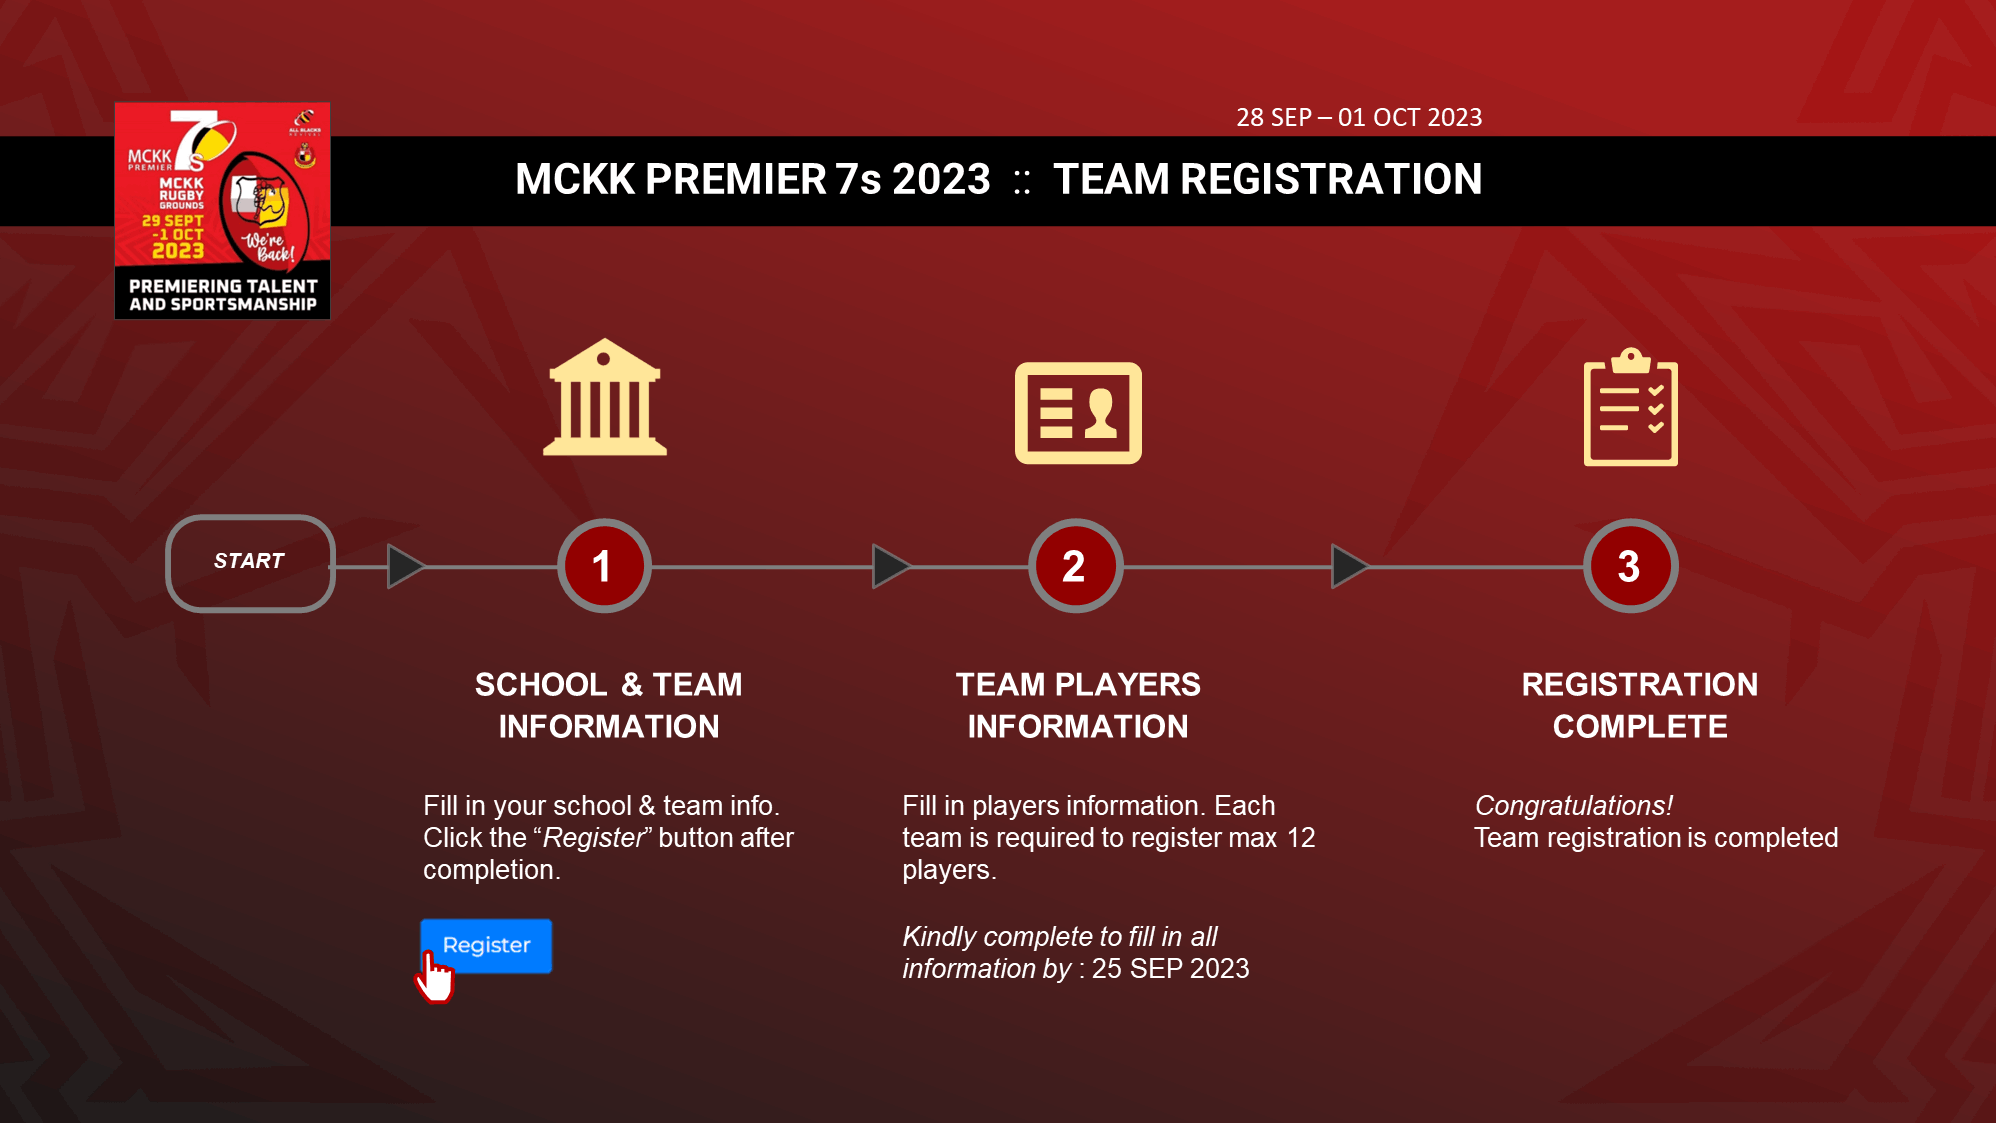 28 SEP – 01 OCT 2023
MCKK PREMIER 7s 2023 :: TEAM REGISTRATION
7s
MCKK
PREMIER
ALL BLACKS
MCKK
RUGBY
GROUNDS
29 SEPT
-1 OCT
2023
We're
Back!
PREMIERING TALENT
AND SPORTSMANSHIP
START
1
2
3
SCHOOL & TEAM
INFORMATION
Fill in your school & team info.
Click the “Register” button after
completion.
Register
TEAM PLAYERS
INFORMATION
Fill in players information. Each
team is required to register max 12
players.
Kindly complete to fill in all
information by : 25 SEP 2023
REGISTRATION
COMPLETE
Congratulations!
Team registration is completed